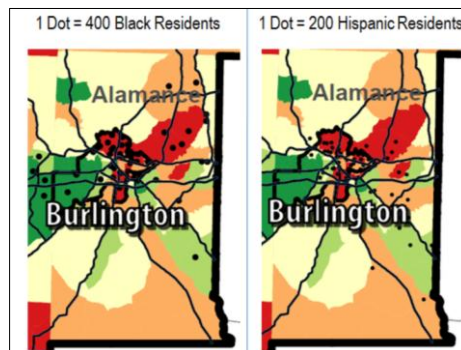 1 Dot = 400 Black Residents
1 Dot = 200 Hispanic Residents
Alamance
Burlington
Alamance
Burlington